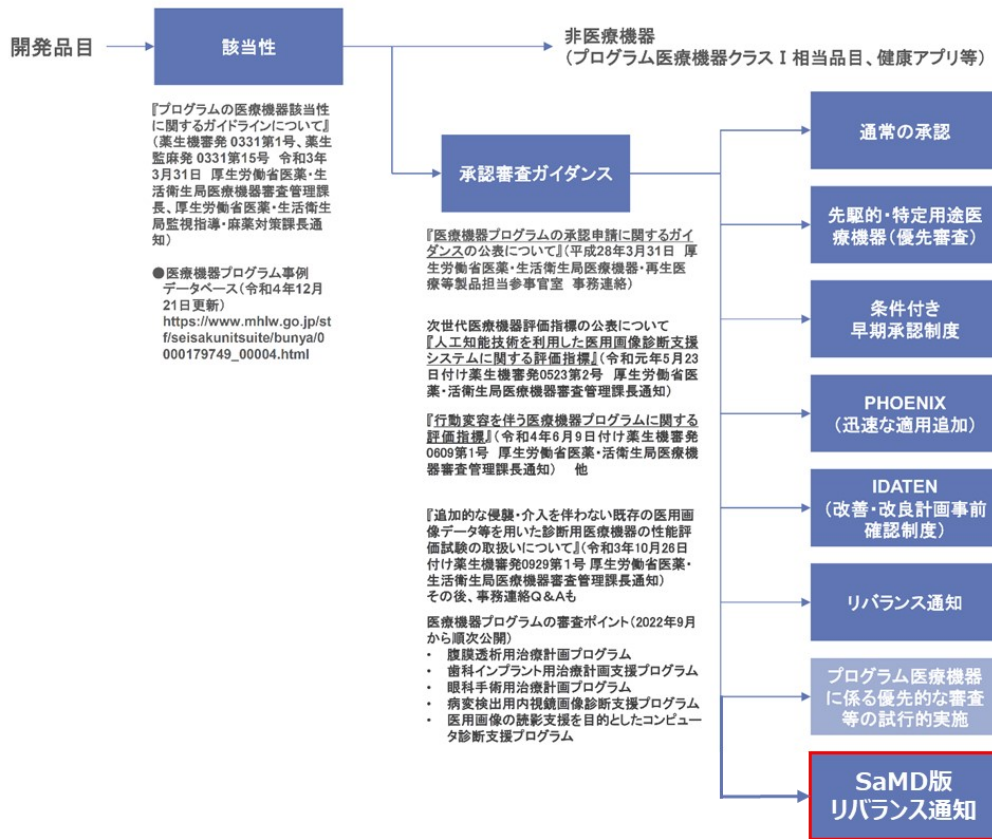 開発品目
該当性
非医療機器
(プログラム医療機器クラスⅠ相当品目、健康アプリ等)
『プログラムの医療機器該当性
に関するガイドラインについて』
(薬生機審発 0331第1号、薬生
監麻発 0331第15号 令和3年
3月31日 厚生労働省医薬・生
活衛生局医療機器審査管理課
長、厚生労働省医薬・生活衛生
局監視指導・麻薬対策課長通
知)
●医療機器プログラム事例
データベース(令和4年12月
21日更新)
https://www.mhlw.go.jp/st
f/seisakunitsuite/bunya/0
000179749_00004.html
承認審査ガイダンス
『医療機器プログラムの承認申請に関するガイ
ダンスの公表について』(平成28年3月31日 厚
生労働省医薬・生活衛生局医療機器・再生医
療等製品担当参事官室 事務連絡)
次世代医療機器評価指標の公表について
『人工知能技術を利用した医用画像診断支援
システムに関する評価指標』(令和元年5月23
日付け薬生機審発0523第2号 厚生労働省医
薬・活衛生局医療機器審査管理課長通知)
『行動変容を伴う医療機器プログラムに関する
評価指標』(令和4年6月9日付け薬生機審発
0609第1号 厚生労働省医薬・活衛生局医療機
器審査管理課長通知) 他
『追加的な侵襲・介入を伴わない既存の医用画
像データ等を用いた診断用医療機器の性能評
価試験の取扱いについて』(令和3年10月26日
付け薬生機審発0929第1号 厚生労働省医薬・
生活衛生局医療機器審査管理課長通知)
その後、事務連絡Q&Aも
医療機器プログラムの審査ポイント(2022年9月
から順次公開)
・ 腹膜透析用治療計画プログラム
・ 歯科インプラント用治療計画支援プログラム
・ 眼科手術用治療計画プログラム
・ 病変検出用内視鏡画像診断支援プログラム
・ 医用画像の読影支援を目的としたコンピュー
タ診断支援プログラム
通常の承認
先駆的・特定用途医
療機器(優先審査)
条件付き
早期承認制度
PHOENIX
(迅速な適用追加)
IDATEN
(改善・改良計画事前
確認制度)
リバランス通知
プログラム医療機器
に係る優先的な審査
等の試行的実施
SaMD版
リバランス通知